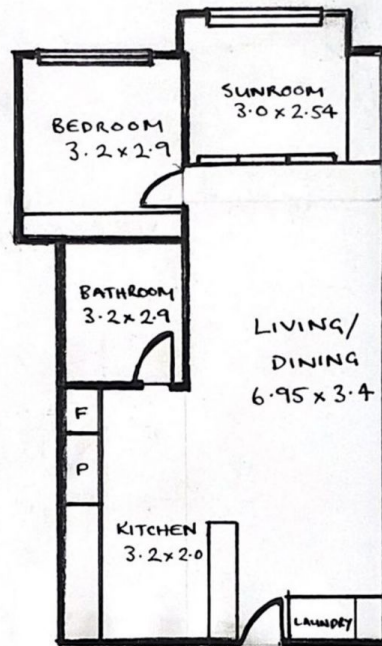 SUNROOM
3.0 x 2.54
BEDROOM
3.2 x 2.9
BATHROOM
3.2 x 2.9
LIVING/
DINING
6.95 x 3.4
F
P
KITCHEN
3.2 x 2.0
LAUNDRY